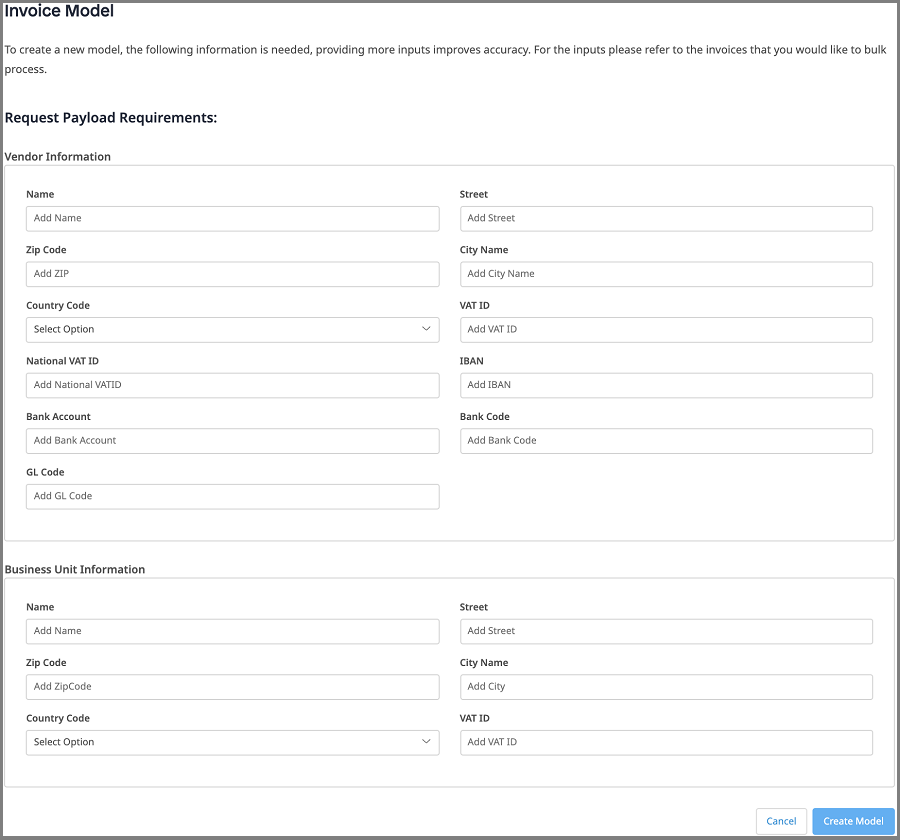 Invoice Model
To create a new model, the following information is needed, providing more inputs improves accuracy. For the inputs please refer to the invoices that you would like to bulk
process.
Request Payload Requirements:
Vendor Information
Name
Street
Add Name
Add Street
Zip Code
City Name
Add ZIP
Add City Name
Country Code
VAT ID
Select Option
Add VAT ID
National VAT ID
IBAN
Add National VATID
Add IBAN
Bank Account
Bank Code
Add Bank Account
Add Bank Code
GL Code
Add GL Code
Business Unit Information
Name
Street
Add Name
Add Street
Zip Code
City Name
Add ZipCode
Add City
Country Code
VAT ID
Select Option
Add VAT ID
Cancel
Create Model